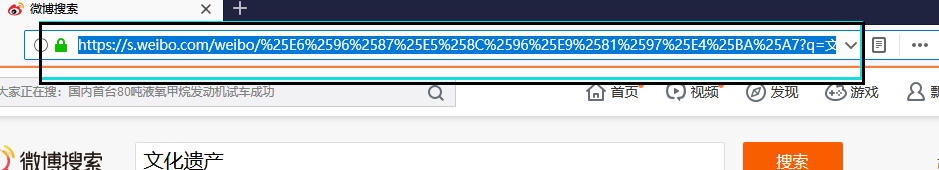 微博搜索
https://s.weibo.com/weibo/%25E6%2596%2587%25E5%258C%2596%25E9%2581%2597%25E4%25BA%25A7?q=文
大家正在搜：国内首台80吨液氧甲烷发动机试车成功 首页 视频 发现 游戏
微博搜索 文化遗产 搜索